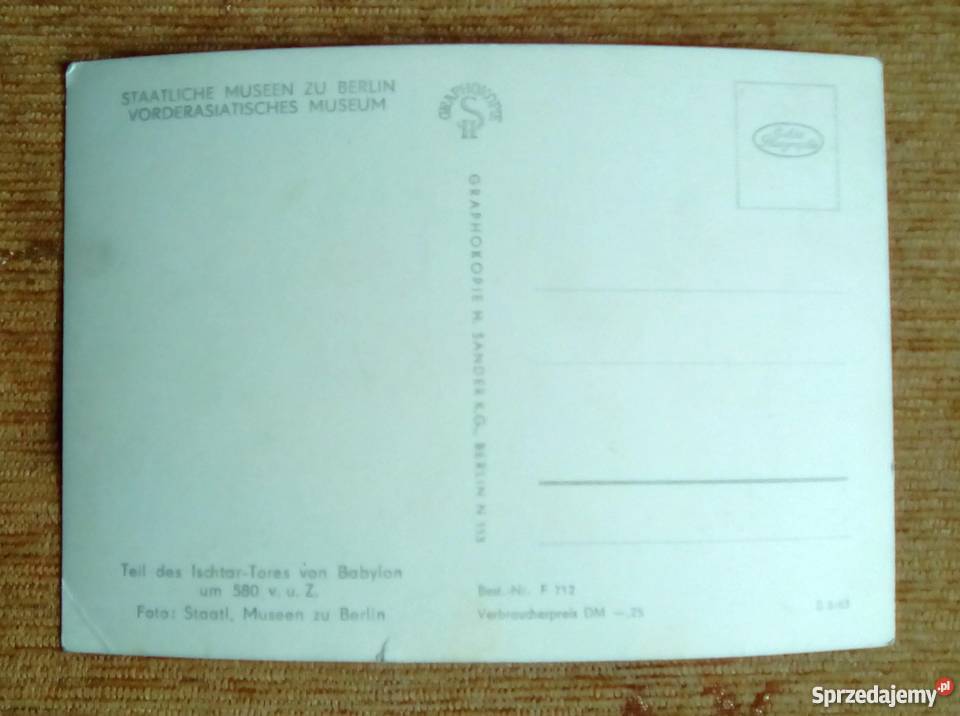 STAATLICHE MUSEEN ZU BERLIN
VORDERASIATISCHES MUSEUM
GRAPHOKOPIE
H S
GRAPHOKOPIE H. SANDER K.G., BERLIN N 113
Echte
Teil des Ischtar-Tores von Babylon
um 580 v. u. Z.
Foto: Staatl. Museen zu Berlin
Best.-Nr. F 112
Verbraucherpreis DM —.25
Sprzedajemy.pl